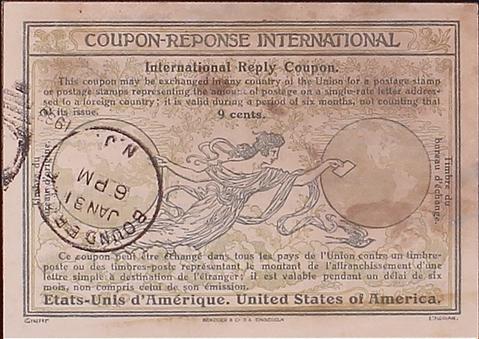 COUPON-RÉPONSE INTERNATIONAL
International Reply Coupon.
This coupon may be exchanged in any country of the Union for a postage stamp
or postage stamps representing the amount of postage on a single-rate letter addres-
sed to a foreign country; it is valid during a period of six months, not counting that
of its issue.
9 cents.
Timbre du
bureau d'origine.
N.J.
JAN 31
6 PM
BOUND
Timbre du
bureau d'échange.
Ce coupon peut être échangé dans tous les pays de l'Union contre un timbre-
poste ou des timbres-poste représentant le montant de l'affranchissement d'une
lettre simple à destination de l'étranger; il est valable pendant un délai de six
mois, non compris celui de son émission.
Etats-Unis d'Amérique. United States of America.